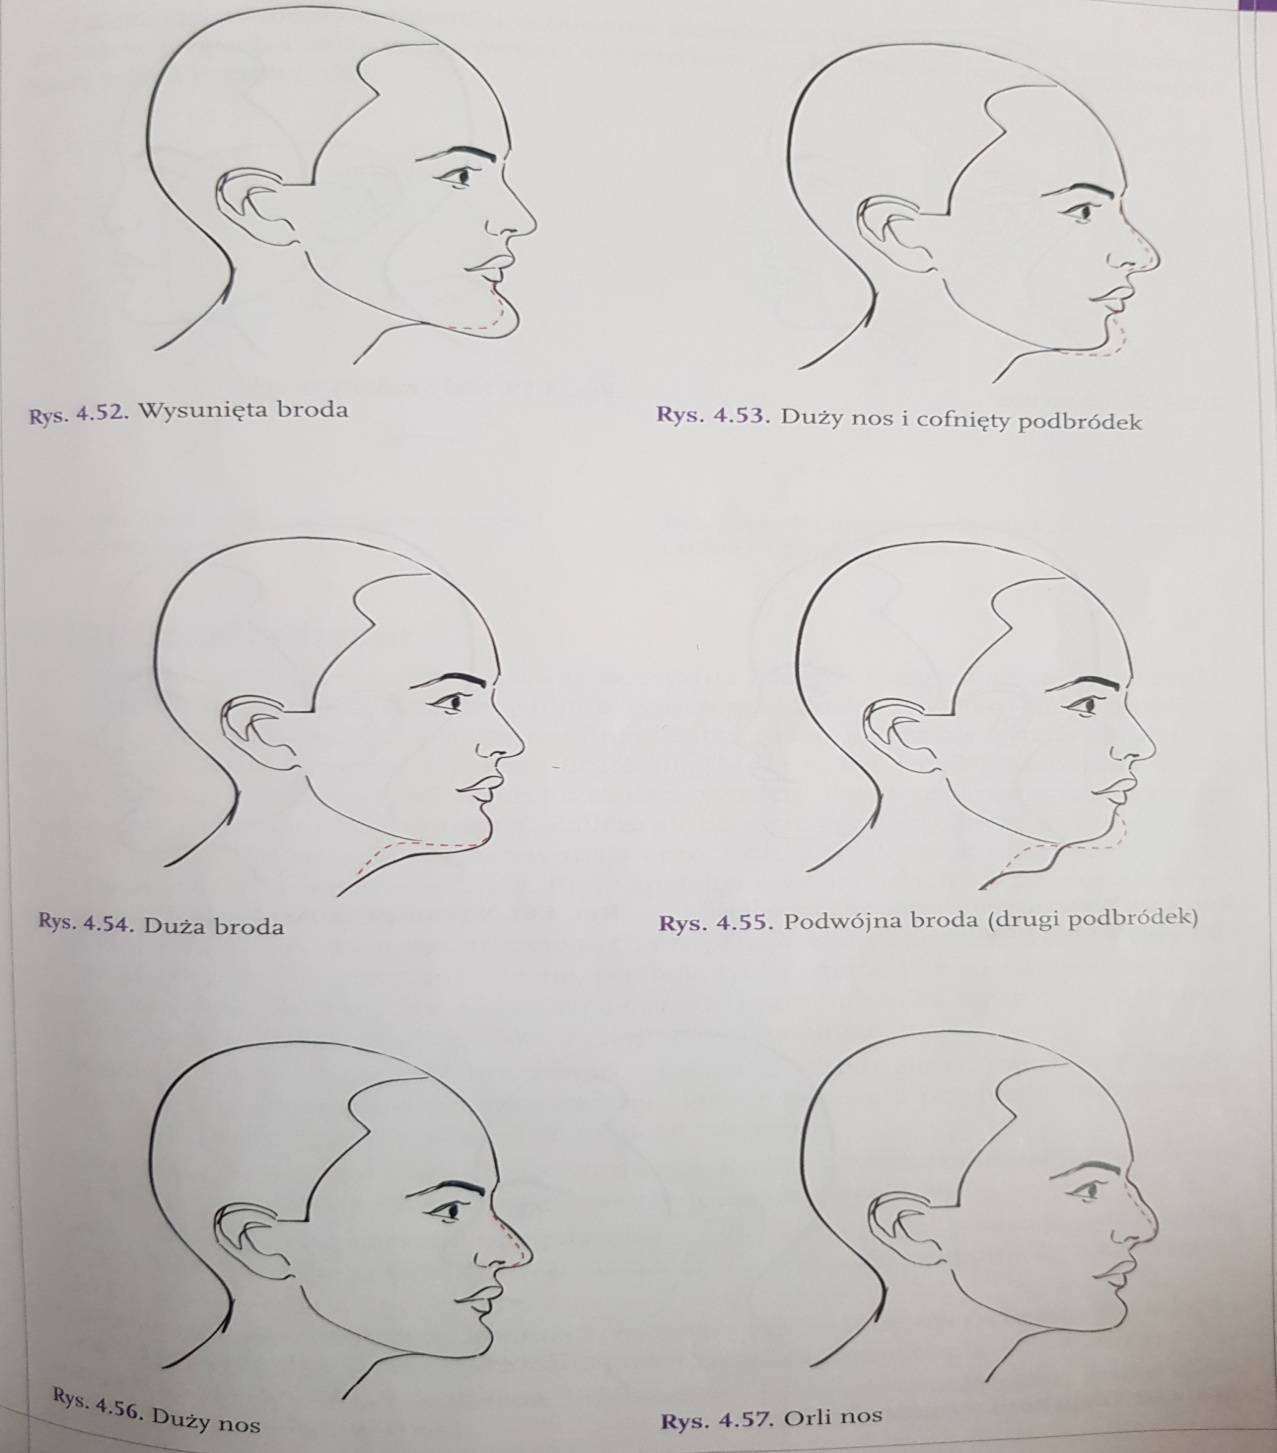 Rys. 4.52. Wysunięta broda
Rys. 4.53. Duży nos i cofnięty podbródek
Rys. 4.54. Duża broda
Rys. 4.55. Podwójna broda (drugi podbródek)
Rys. 4.56. Duży nos
Rys. 4.57. Orli nos